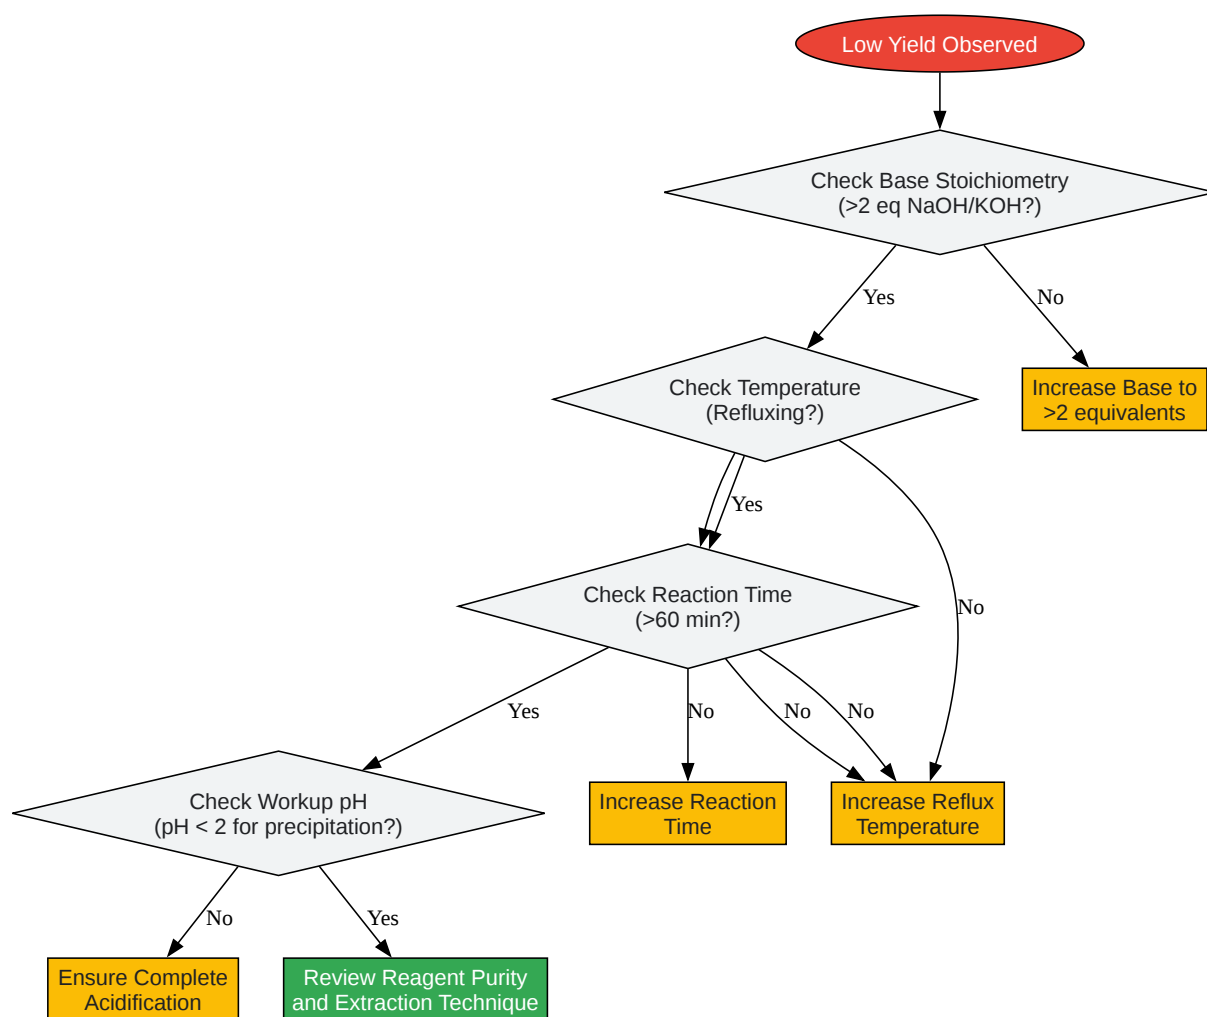 Low Yield Observed
Check Base Stoichiometry
(>2 eq NaOH/KOH?)
Yes
No
Check Temperature
(Refluxing?)
Increase Base to
>2 equivalents
Yes
Check Reaction Time
(>60 min?)
No
Yes
No
No
No
Check Workup pH
(pH < 2 for precipitation?)
Increase Reaction
Time
Increase Reflux
Temperature
No
Yes
Ensure Complete
Acidification
Review Reagent Purity
and Extraction Technique